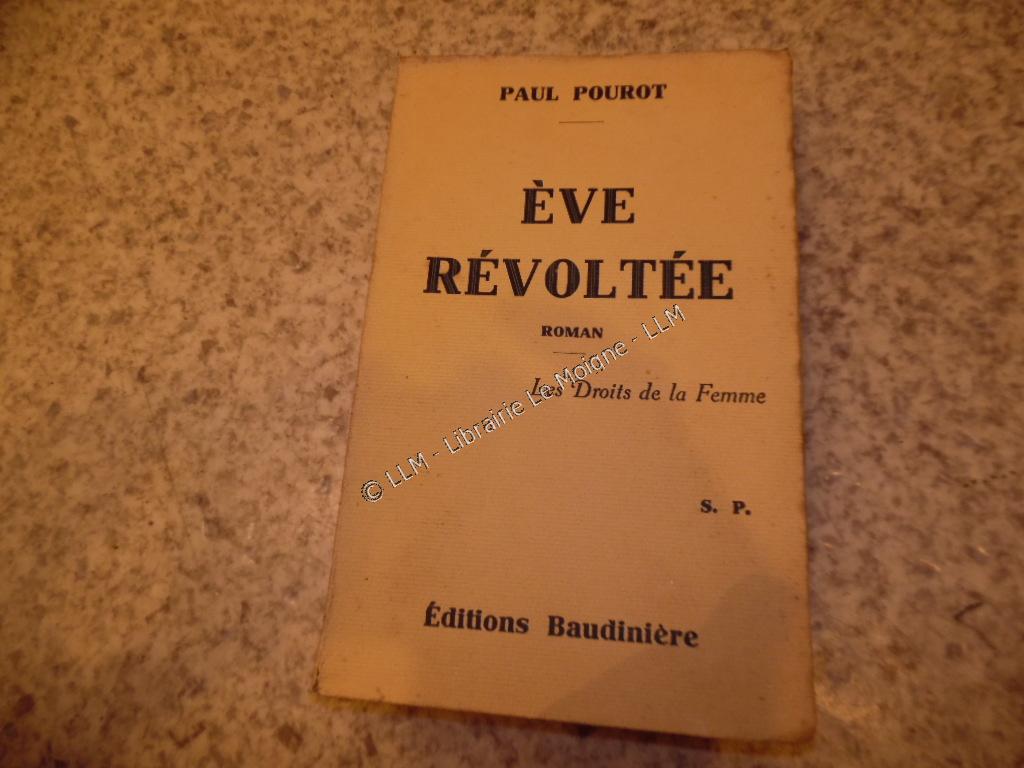 PAUL POUROT
ÈVE
RÉVOLTÉE
ROMAN
Les Droits de la Femme
© LLM - Librairie Le Moigne - LLM
S. P.
Éditions Baudinière